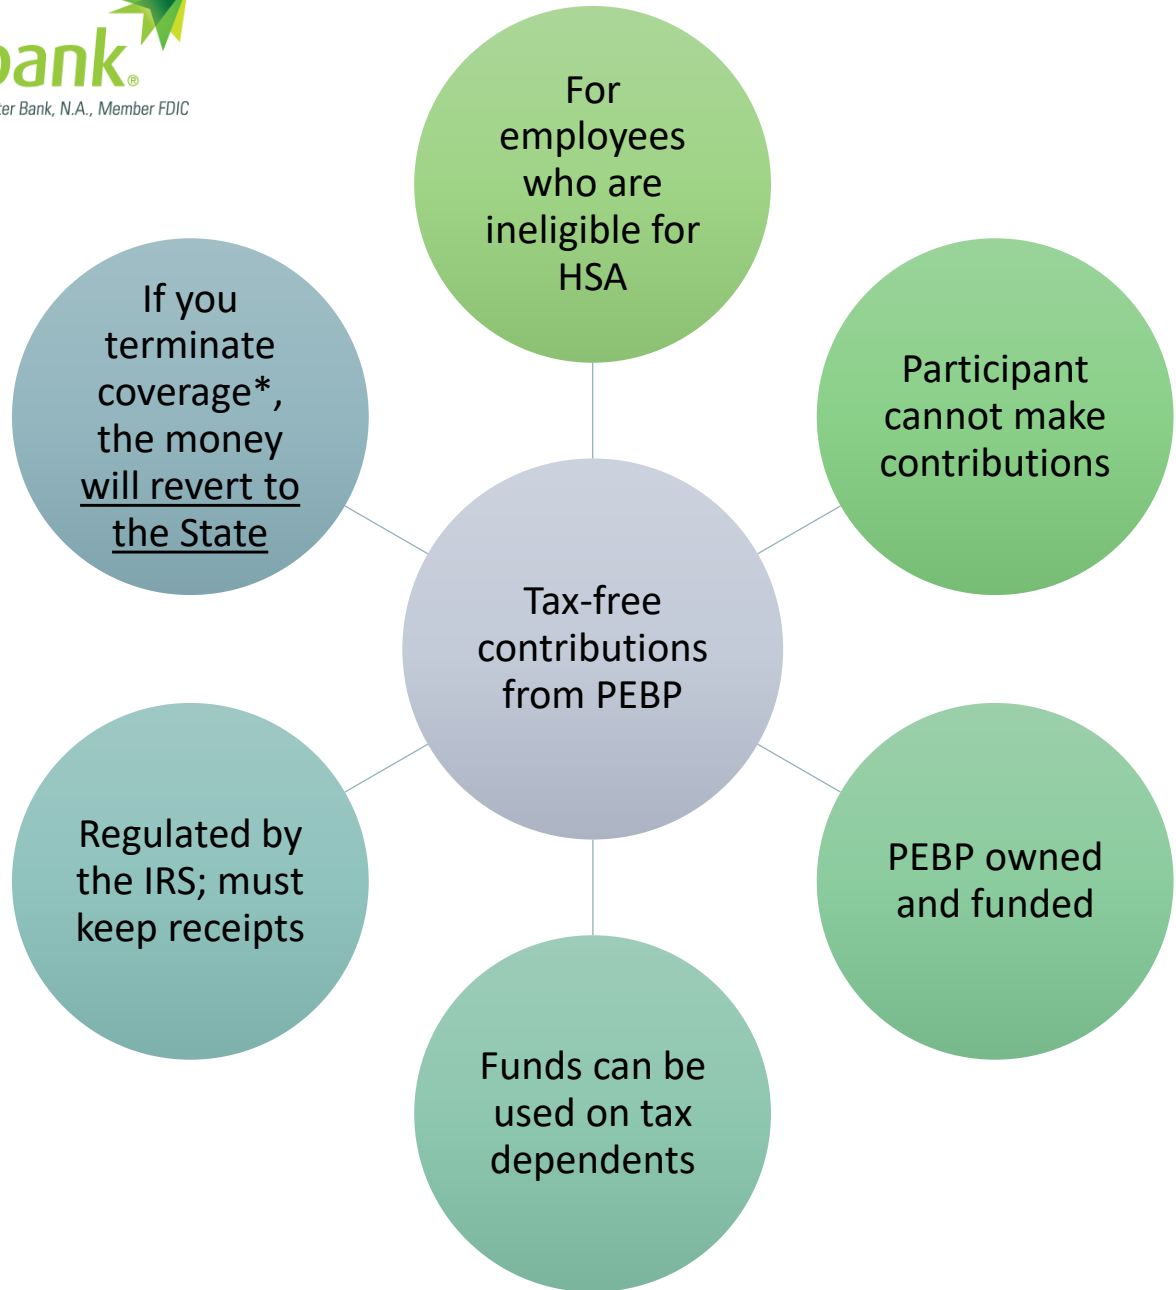 bank®
ter Bank, N.A., Member FDIC
For
employees
who are
ineligible for
HSA
If you
terminate
coverage*,
the money
will revert to
the State
Participant
cannot make
contributions
Tax-free
contributions
from PEBP
Regulated by
the IRS; must
keep receipts
PEBP owned
and funded
Funds can be
used on tax
dependents